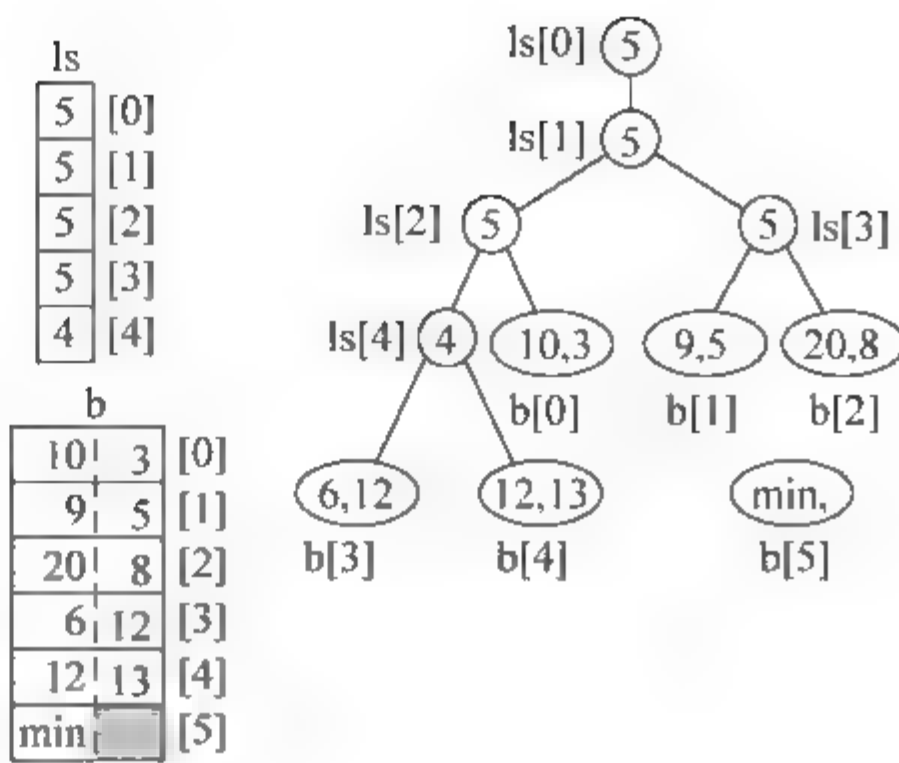 ls
5 [0]
5 [1]
5 [2]
5 [3]
4 [4]
b
10 3 [0]
9 5 [1]
20 8 [2]
6 12 [3]
12 13 [4]
min [5]
ls[0] 5
ls[1] 5
ls[2] 5
5 ls[3]
ls[4] 4
10,3
9,5
20,8
b[0]
b[1]
b[2]
6,12
12,13
min,
b[3]
b[4]
b[5]